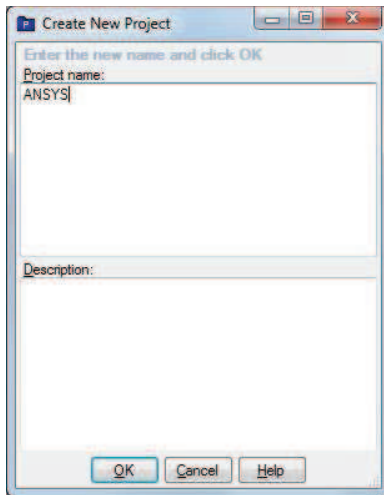 Create New Project
Enter the new name and click OK
Project name:
ANSYS
Description:
OK Cancel Help